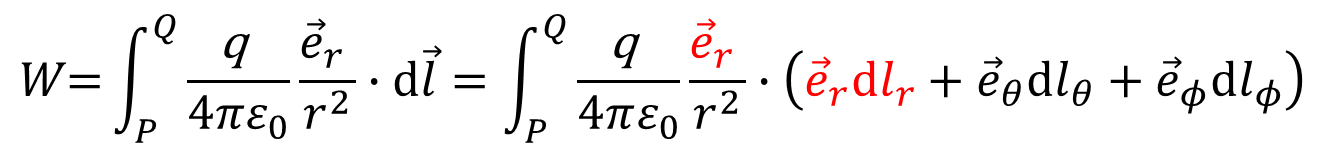 W=∫_P^Q q/(4πε₀) e⃗_r/r² · dl⃗ = ∫_P^Q q/(4πε₀) e⃗_r/r² · (e⃗_r dl_r + e⃗_θ dl_θ + e⃗_ϕ dl_ϕ)